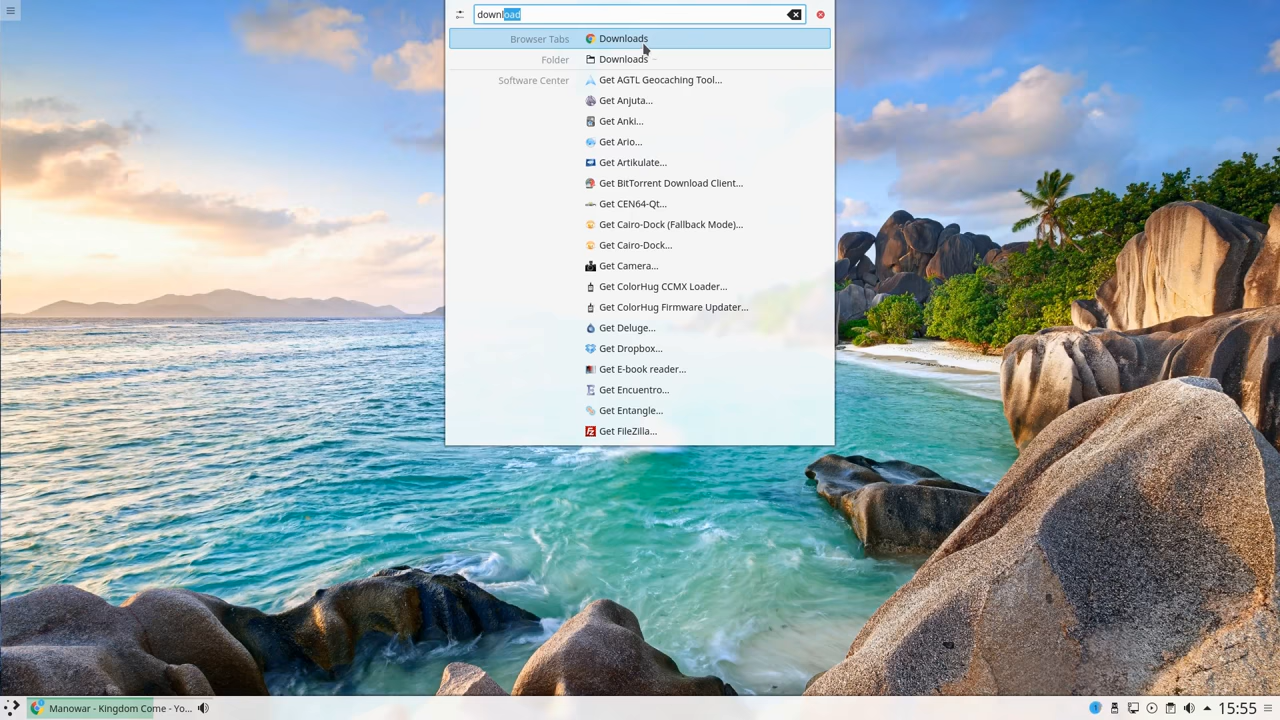 download
Browser Tabs Downloads
Folder Downloads
Software Center Get AGTL Geocaching Tool...
Get Anjuta...
Get Anki...
Get Ario...
Get Artikulate...
Get BitTorrent Download Client...
Get CEN64-Qt...
Get Cairo-Dock (Fallback Mode)...
Get Cairo-Dock...
Get Camera...
Get ColorHug CCMX Loader...
Get ColorHug Firmware Updater...
Get Deluge...
Get Dropbox...
Get E-book reader...
Get Encuentro...
Get Entangle...
Get FileZilla...
Manowar - Kingdom Come - Yo...
15:55